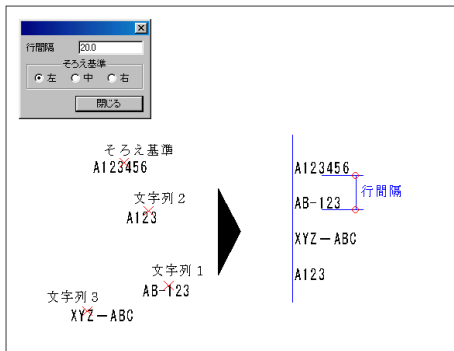 行間隔 20.0
そろえ基準
左 中 右
閉じる
そろえ基準
A123456
文字列2
A123
文字列1
AB-123
文字列3
XYZ－ABC
A123456
行間隔
AB-123
XYZ－ABC
A123